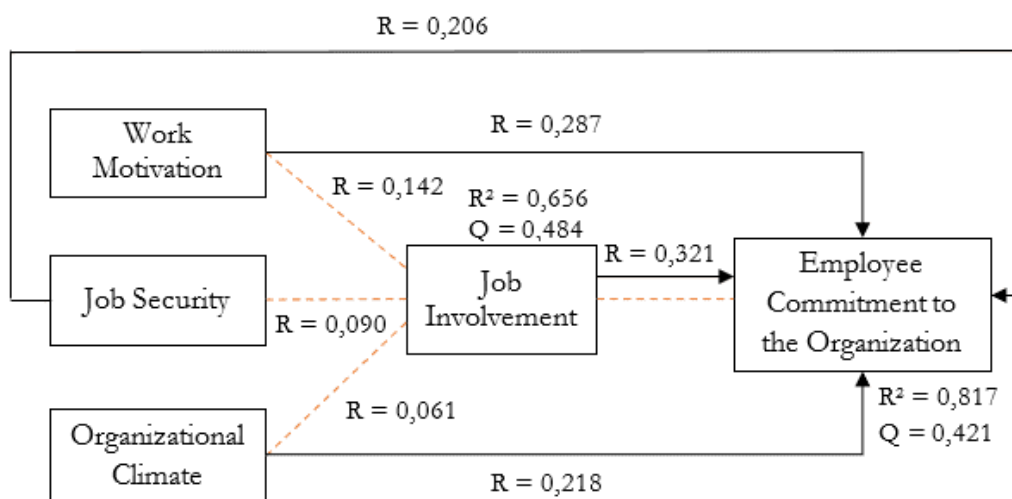 R = 0,206
Work
Motivation
R = 0,287
R = 0,142
R² = 0,656
Q = 0,484
R = 0,321
Job Security
R = 0,090
Job
Involvement
Employee
Commitment to
the Organization
R = 0,061
R² = 0,817
Q = 0,421
Organizational
Climate
R = 0,218